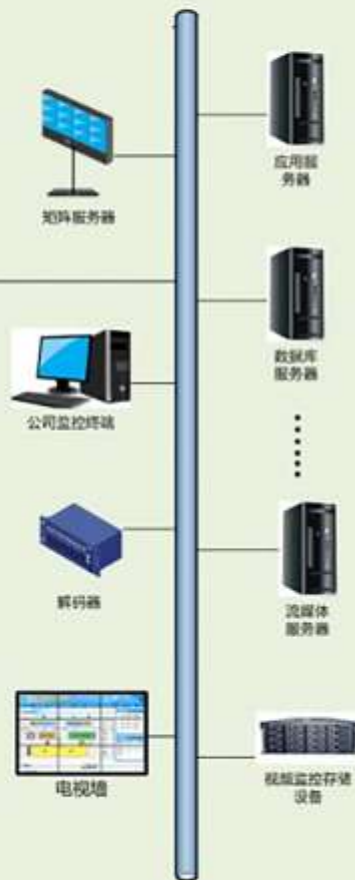 矩阵服务器
应用服
务器
数据库
服务器
公司监控终端
解码器
流媒体
服务器
电视墙
视频监控存储
设备